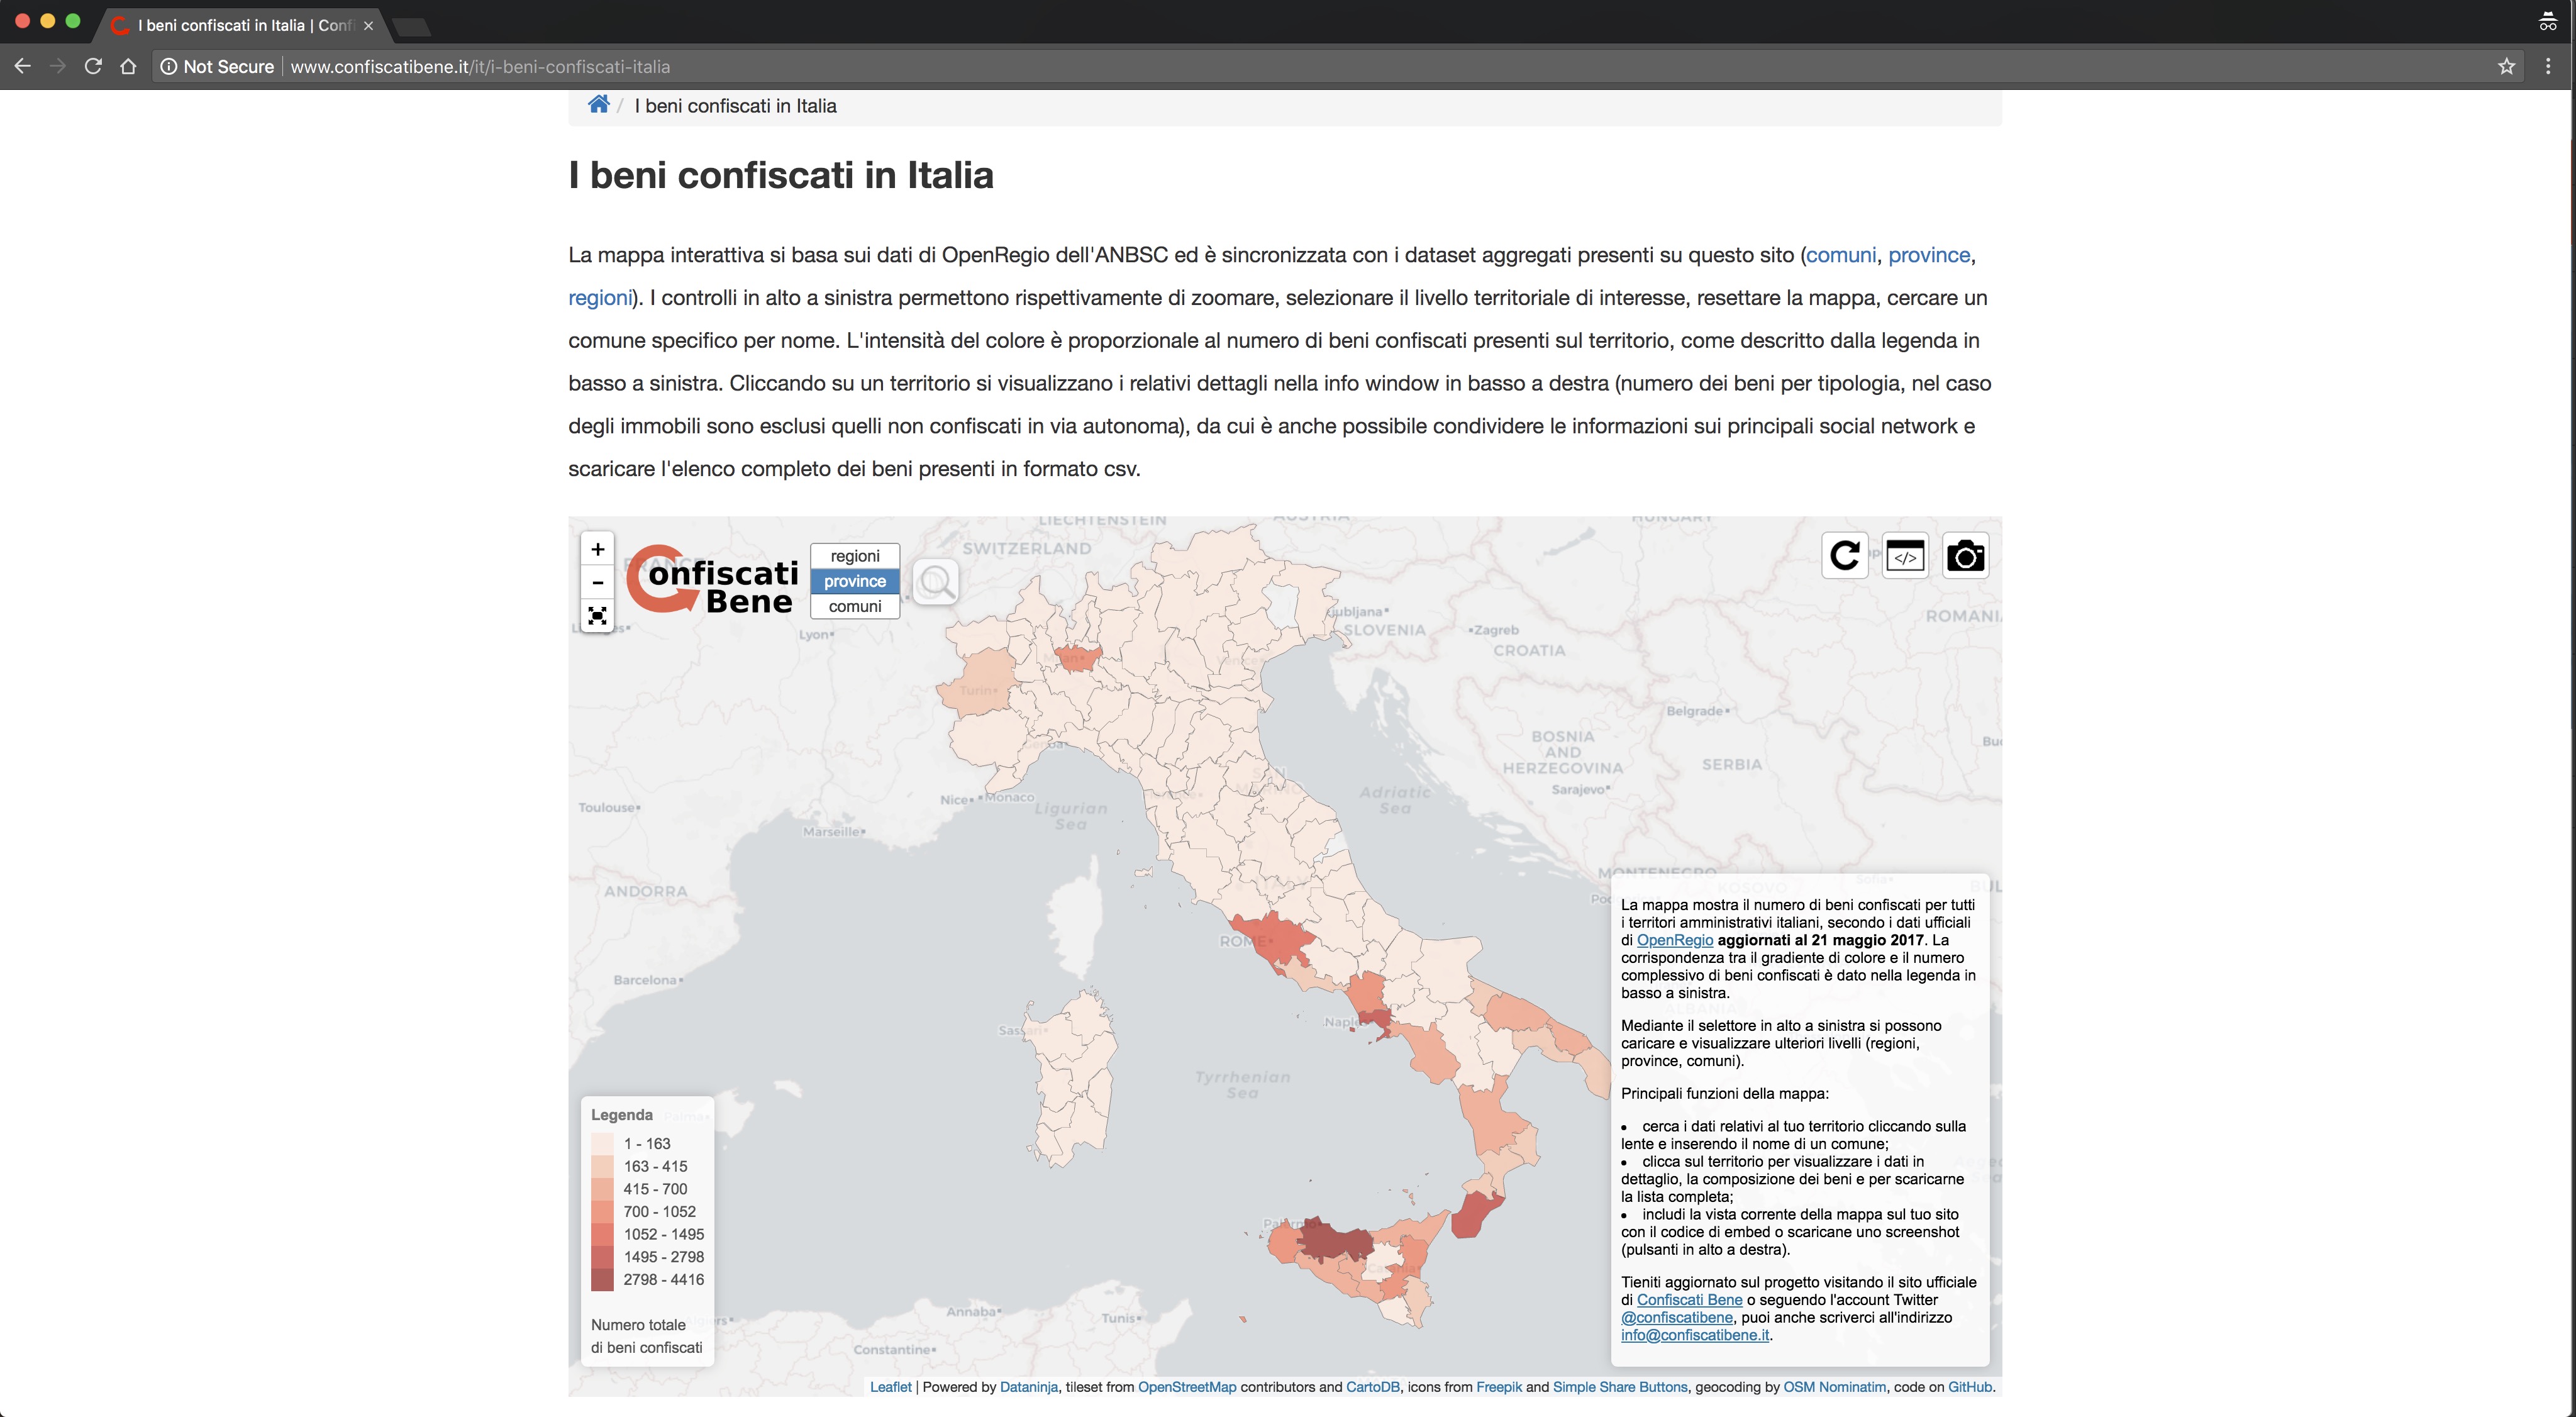 I beni confiscati in Italia | Conf
Not Secure
www.confiscatibene.it/it/i-beni-confiscati-italia
/ I beni confiscati in Italia
I beni confiscati in Italia
La mappa interattiva si basa sui dati di OpenRegio dell'ANBSC ed è sincronizzata con i dataset aggregati presenti su questo sito (comuni, province,
regioni). I controlli in alto a sinistra permettono rispettivamente di zoomare, selezionare il livello territoriale di interesse, resettare la mappa, cercare un
comune specifico per nome. L'intensità del colore è proporzionale al numero di beni confiscati presenti sul territorio, come descritto dalla legenda in
basso a sinistra. Cliccando su un territorio si visualizzano i relativi dettagli nella info window in basso a destra (numero dei beni per tipologia, nel caso
degli immobili sono esclusi quelli non confiscati in via autonoma), da cui è anche possibile condividere le informazioni sui principali social network e
scaricare l'elenco completo dei beni presenti in formato csv.
+
−
onfiscati
Bene
regioni
province
comuni
</>
LIECHTENSTEIN
AUSTRIA
HUNGARY
SWITZERLAND
FRANCE
Lyon
Ljubljana
SLOVENIA
Zagreb
CROATIA
ROMANI
Milan
Venice
Turin
Genoa
Belgrade
BOSNIA
AND
HERZEGOVINA
SERBIA
Sarajevo
SAN
MARINO
Adriatic
Sea
Nice
Monaco
Ligurian
Sea
Toulouse
Marseille
ANDORRA
ITALY
MONTENEGRO
KOSOVO
Sofia
ROME
Barcelona
Naples
Sassari
ALBANIA
Tyrrhenian
Sea
Palma
Palermo
Catania
Annaba
Tunis
Algiers
Constantine
Legenda
1 - 163
163 - 415
415 - 700
700 - 1052
1052 - 1495
1495 - 2798
2798 - 4416
Numero totale
di beni confiscati
La mappa mostra il numero di beni confiscati per tutti
i territori amministrativi italiani, secondo i dati ufficiali
di OpenRegio aggiornati al 21 maggio 2017. La
corrispondenza tra il gradiente di colore e il numero
complessivo di beni confiscati è dato nella legenda in
basso a sinistra.
Mediante il selettore in alto a sinistra si possono
caricare e visualizzare ulteriori livelli (regioni,
province, comuni).
Principali funzioni della mappa:
• cerca i dati relativi al tuo territorio cliccando sulla
lente e inserendo il nome di un comune;
• clicca sul territorio per visualizzare i dati in
dettaglio, la composizione dei beni e per scaricarne
la lista completa;
• includi la vista corrente della mappa sul tuo sito
con il codice di embed o scaricane uno screenshot
(pulsanti in alto a destra).
Tieniti aggiornato sul progetto visitando il sito ufficiale
di Confiscati Bene o seguendo l'account Twitter
@confiscatibene, puoi anche scriverci all'indirizzo
info@confiscatibene.it.
Leaflet | Powered by Dataninja, tileset from OpenStreetMap contributors and CartoDB, icons from Freepik and Simple Share Buttons, geocoding by OSM Nominatim, code on GitHub.